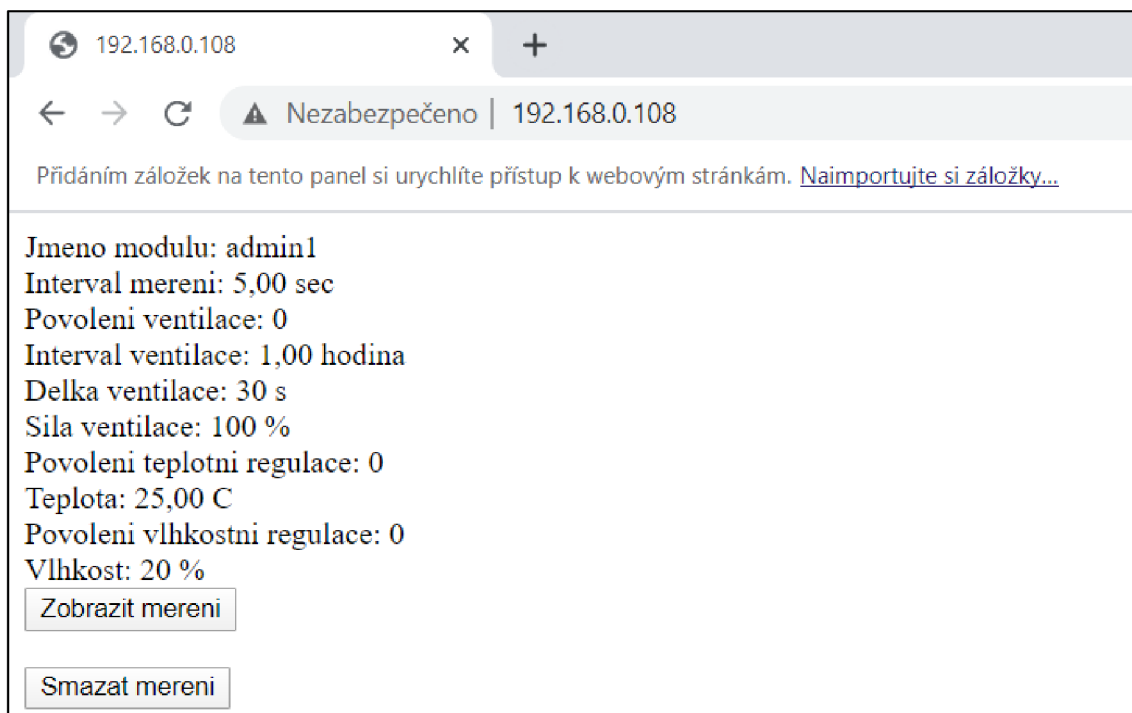 192.168.0.108
Nezabezpečeno | 192.168.0.108
Přidáním záložek na tento panel si urychlíte přístup k webovým stránkám. Naimportujte si záložky...
Jmeno modulu: admin1
Interval mereni: 5,00 sec
Povoleni ventilace: 0
Interval ventilace: 1,00 hodina
Delka ventilace: 30 s
Sila ventilace: 100 %
Povoleni teplotni regulace: 0
Teplota: 25,00 C
Povoleni vlhkostni regulace: 0
Vlhkost: 20 %
Zobrazit mereni
Smazat mereni